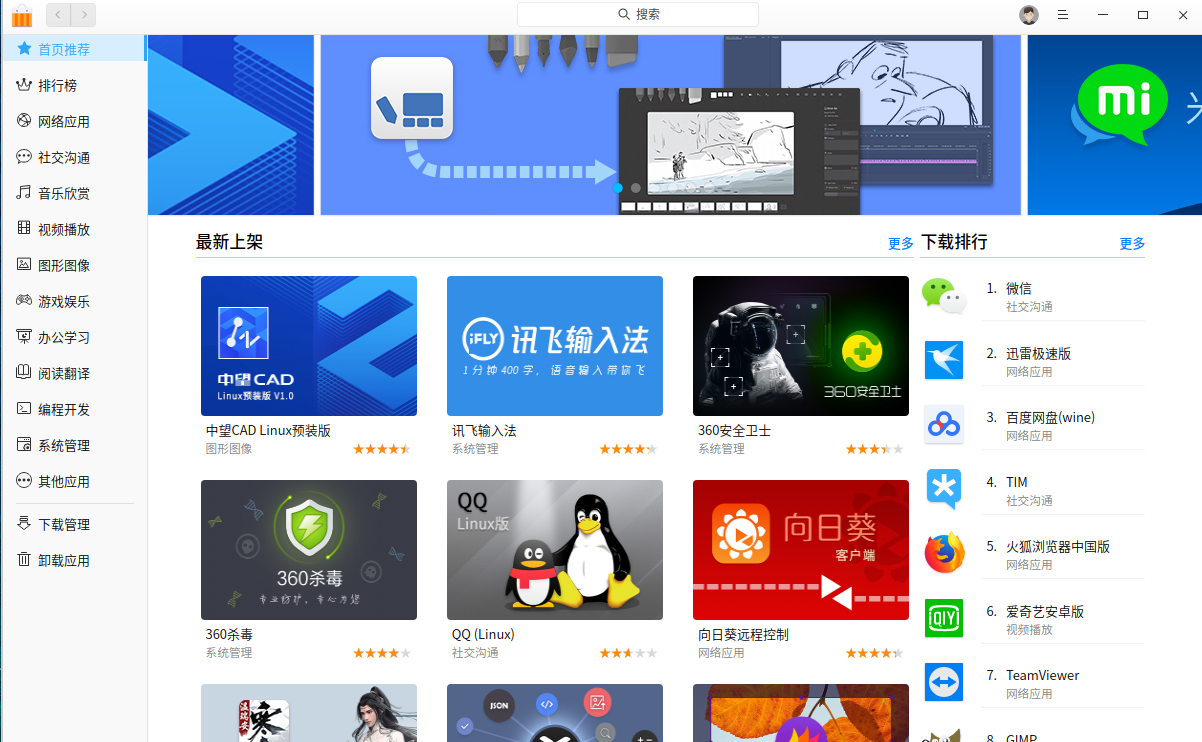 搜索
首页推荐
排行榜
网络应用
社交沟通
音乐欣赏
视频播放
图形图像
游戏娱乐
办公学习
阅读翻译
编程开发
系统管理
其他应用
下载管理
卸载应用
mi
最新上架
更多
中望CAD
Linux预装版 V1.0
中望CAD Linux预装版
图形图像
iFLY 讯飞输入法
1分钟400字，语音输入带你飞
讯飞输入法
系统管理
360安全卫士
360安全卫士
系统管理
360杀毒
专业防护，专心为您
360杀毒
系统管理
QQ
Linux版
QQ (Linux)
社交沟通
向日葵
客户端
向日葵远程控制
网络应用
温瑞安
寒
JSON
下载排行
更多
1. 微信
社交沟通
2. 迅雷极速版
网络应用
3. 百度网盘(wine)
网络应用
4. TIM
社交沟通
5. 火狐浏览器中国版
网络应用
QIY
6. 爱奇艺安卓版
视频播放
7. TeamViewer
网络应用
8. GIMP